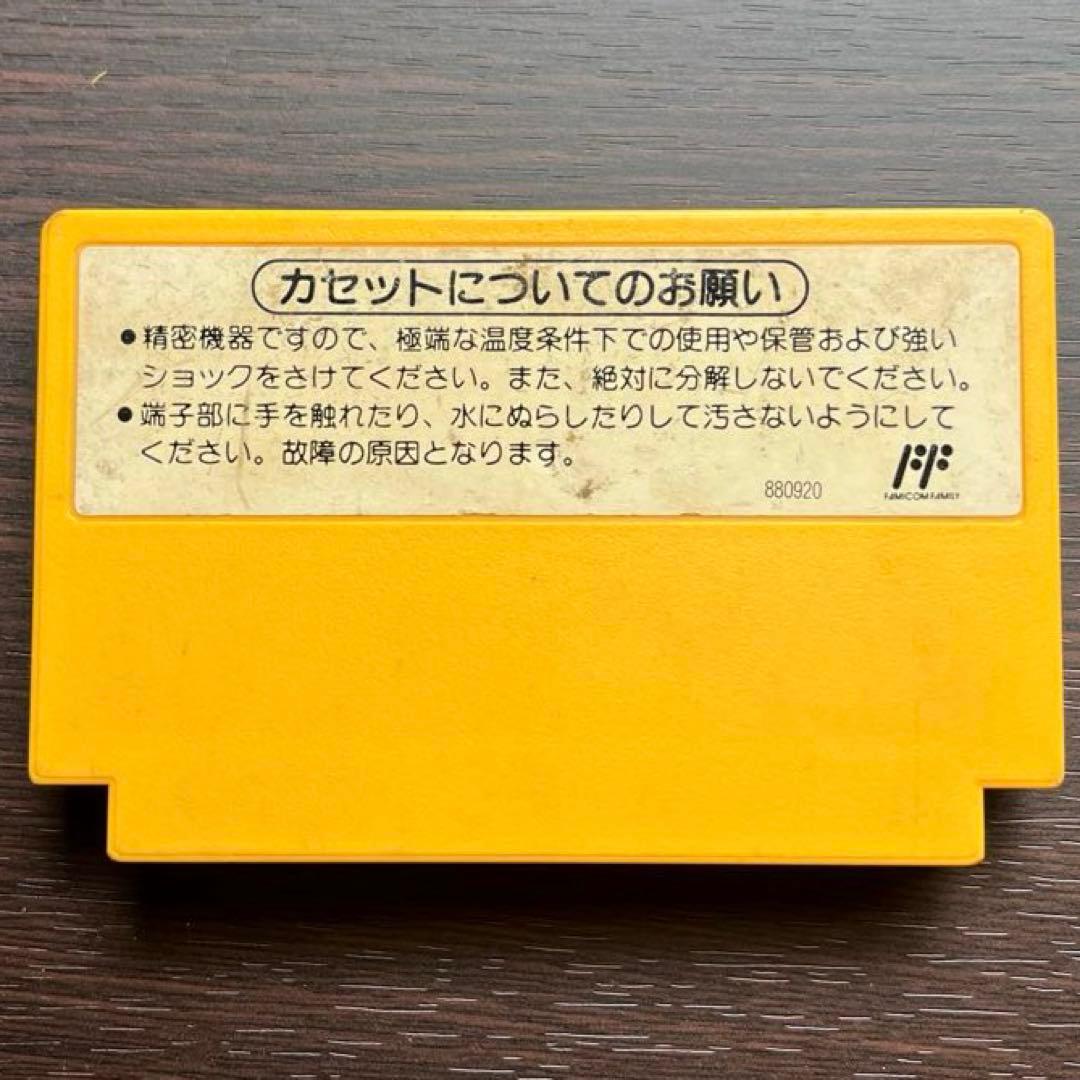 カセットについてのお願い
●精密機器ですので、極端な温度条件下での使用や保管および強い
ショックをさけてください。また、絶対に分解しないでください。
●端子部に手を触れたり、水にぬらしたりして汚さないようにして
ください。故障の原因となります。
880920
FAMICOM FAMILY